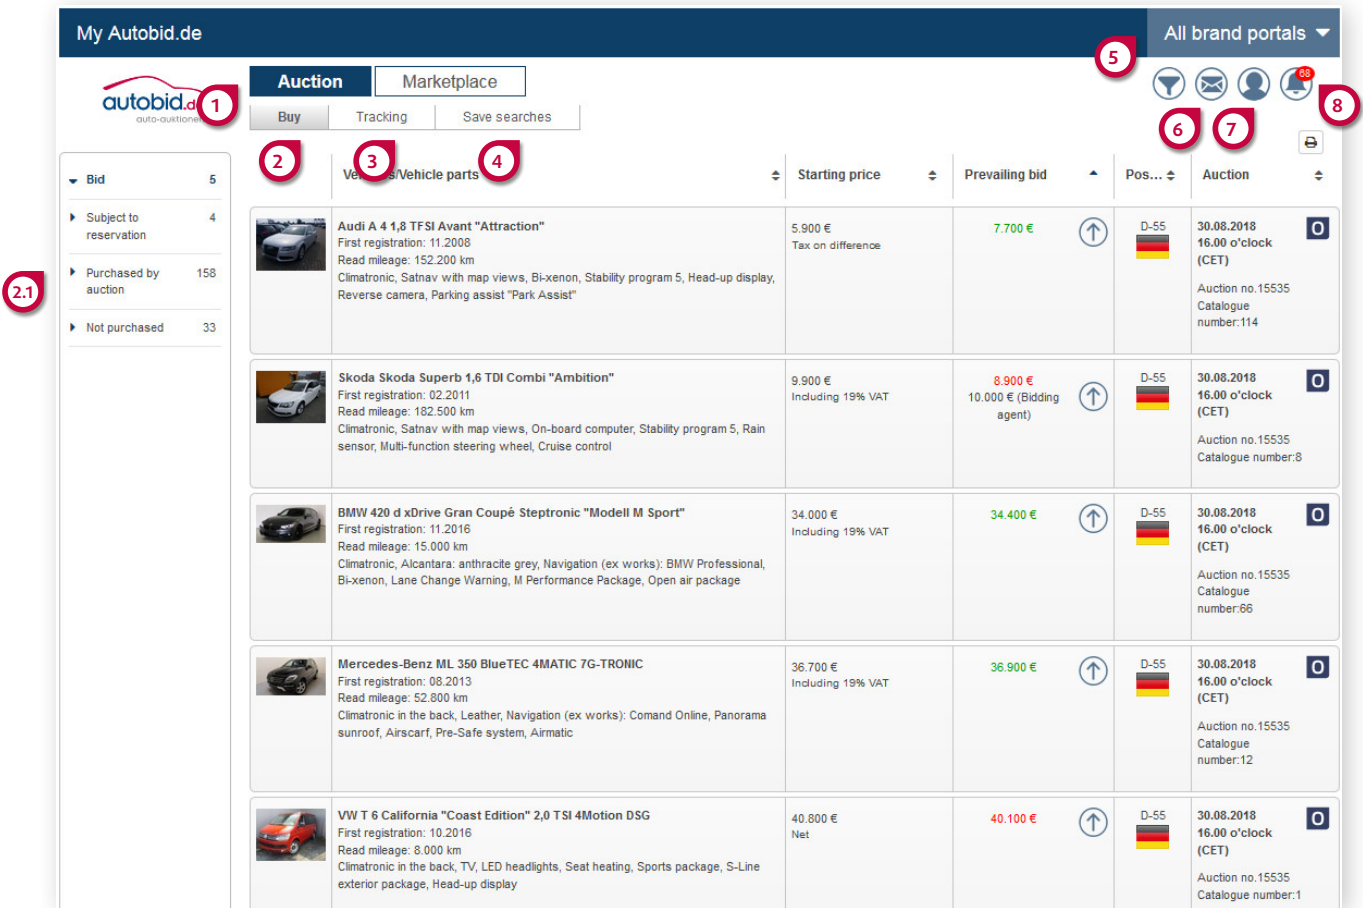 My Autobid.de
All brand portals
5
autobid.d
auto-auktionen
1
Auction
Marketplace
68
8
Buy
Tracking
Save searches
6
7
2
3
4
Bid 5
Subject to 4
reservation
Purchased by 158
auction
Not purchased 33
2.1
Vehicles/Vehicle parts
Starting price
Prevailing bid
Pos...
Auction
Audi A 4 1,8 TFSI Avant "Attraction"
First registration: 11.2008
Read mileage: 152.200 km
Climatronic, Satnav with map views, Bi-xenon, Stability program 5, Head-up display,
Reverse camera, Parking assist "Park Assist"
5.900 €
Tax on difference
7.700 €
D-55
30.08.2018
16.00 o'clock
(CET)
Auction no.15535
Catalogue
number:114
O
Skoda Skoda Superb 1,6 TDI Combi "Ambition"
First registration: 02.2011
Read mileage: 182.500 km
Climatronic, Satnav with map views, On-board computer, Stability program 5, Rain
sensor, Multi-function steering wheel, Cruise control
9.900 €
Including 19% VAT
8.900 €
10.000 € (Bidding
agent)
D-55
30.08.2018
16.00 o'clock
(CET)
Auction no.15535
Catalogue number:8
O
BMW 420 d xDrive Gran Coupé Steptronic "Modell M Sport"
First registration: 11.2016
Read mileage: 15.000 km
Climatronic, Alcantara: anthracite grey, Navigation (ex works): BMW Professional,
Bi-xenon, Lane Change Warning, M Performance Package, Open air package
34.000 €
Including 19% VAT
34.400 €
D-55
30.08.2018
16.00 o'clock
(CET)
Auction no.15535
Catalogue
number:66
O
Mercedes-Benz ML 350 BlueTEC 4MATIC 7G-TRONIC
First registration: 08.2013
Read mileage: 52.800 km
Climatronic in the back, Leather, Navigation (ex works): Comand Online, Panorama
sunroof, Airscarf, Pre-Safe system, Airmatic
36.700 €
Including 19% VAT
36.900 €
D-55
30.08.2018
16.00 o'clock
(CET)
Auction no.15535
Catalogue
number:12
O
VW T 6 California "Coast Edition" 2,0 TSI 4Motion DSG
First registration: 10.2016
Read mileage: 8.000 km
Climatronic in the back, TV, LED headlights, Seat heating, Sports package, S-Line
exterior package, Head-up display
40.800 €
Net
40.100 €
D-55
30.08.2018
16.00 o'clock
(CET)
Auction no.15535
Catalogue number:1
O